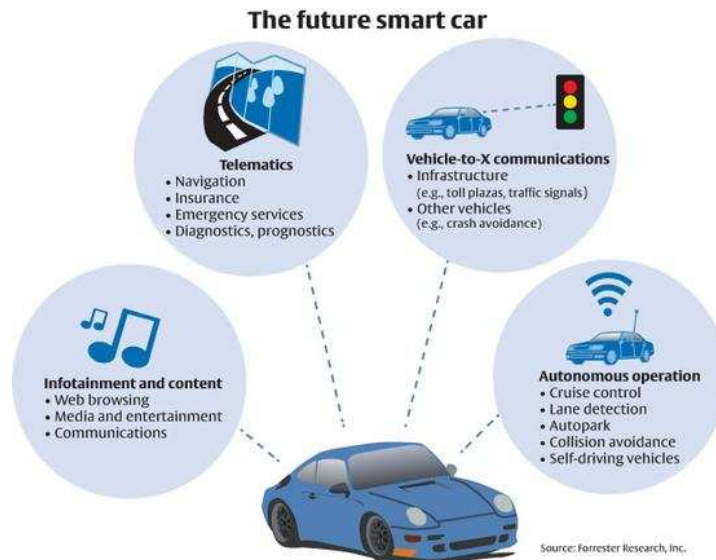 The future smart car
Telematics
• Navigation
• Insurance
• Emergency services
• Diagnostics, prognostics
Vehicle-to-X communications
• Infrastructure
(e.g., toll plazas, traffic signals)
• Other vehicles
(e.g., crash avoidance)
Infotainment and content
• Web browsing
• Media and entertainment
• Communications
Autonomous operation
• Cruise control
• Lane detection
• Autopark
• Collision avoidance
• Self-driving vehicles
Source: Forrester Research, Inc.